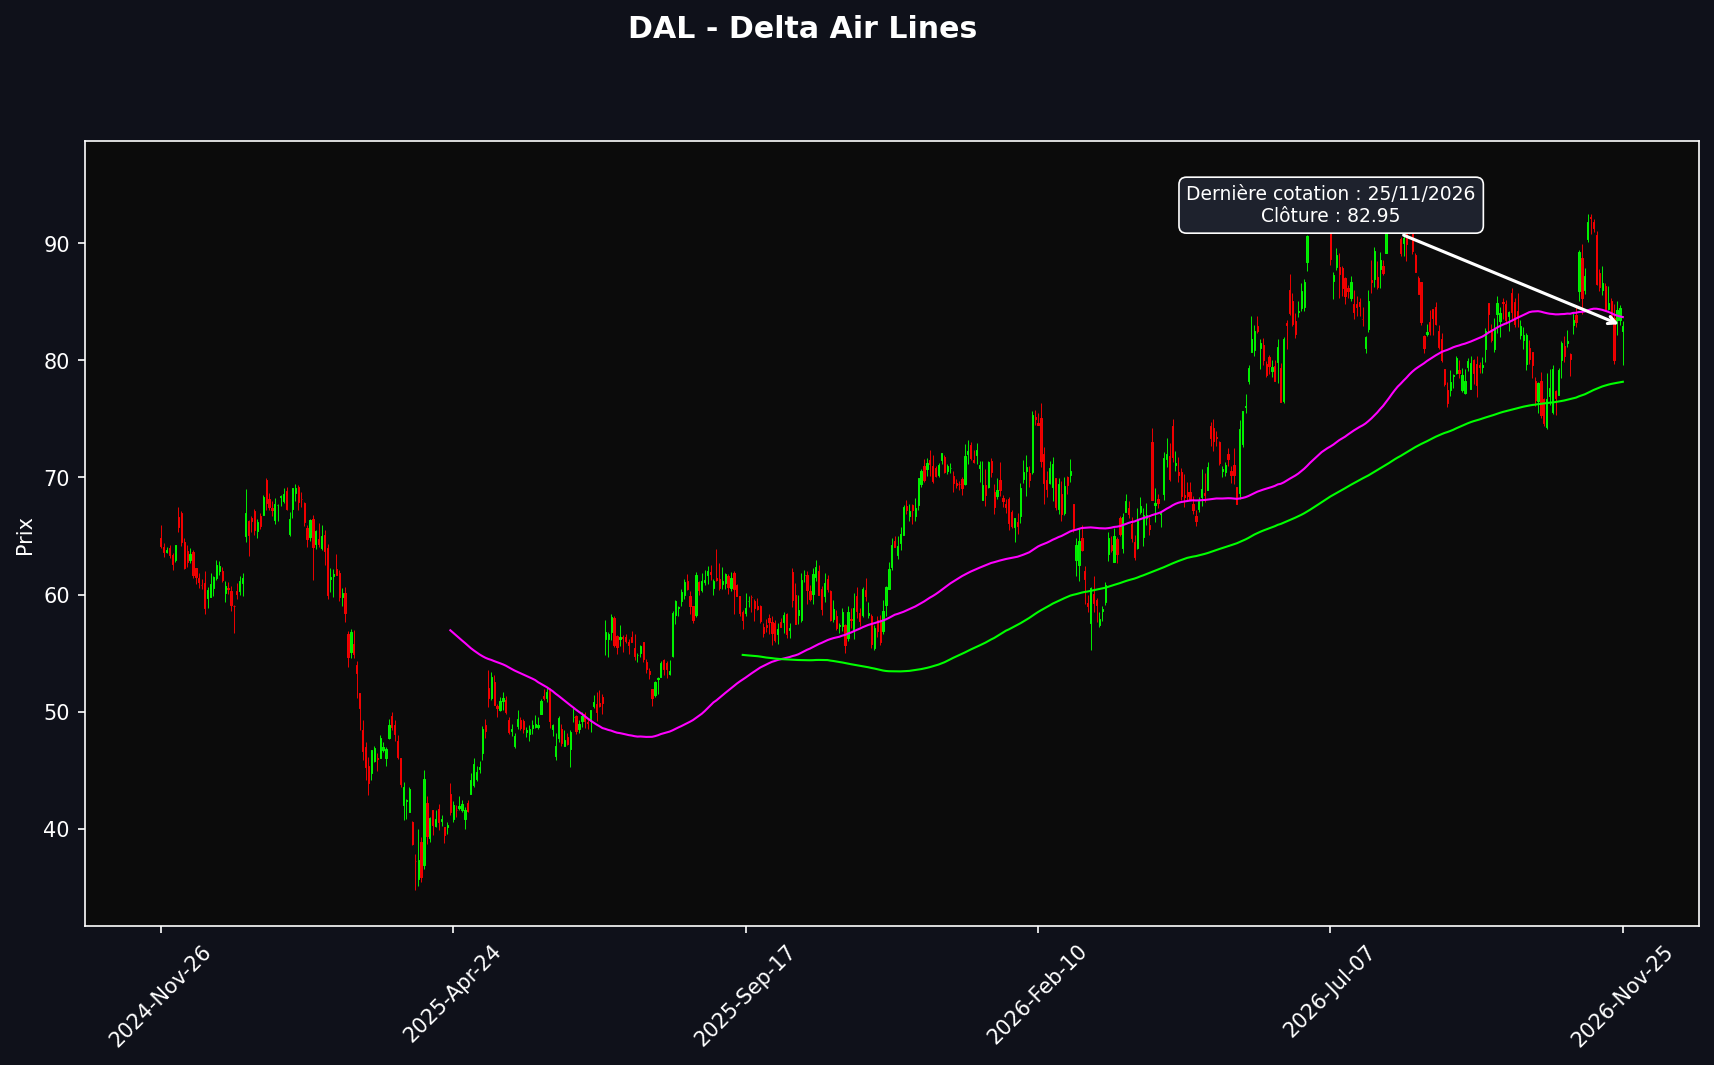 DAL - Delta Air Lines
Dernière cotation : 25/11/2026
Clôture : 82.95
90
80
70
60
50
40
Prix
2024-Nov-26
2025-Apr-24
2025-Sep-17
2026-Feb-10
2026-Jul-07
2026-Nov-25